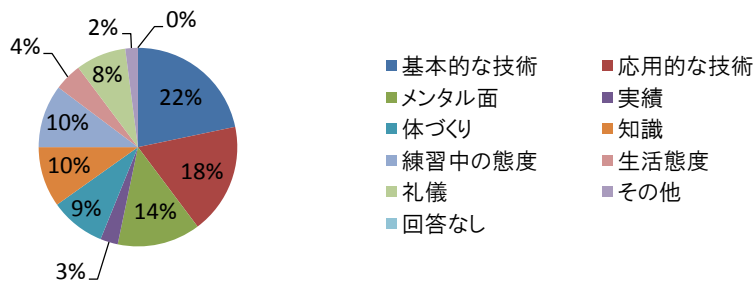 0%
2%
4%
8%
22%
10%
10%
18%
9%
14%
3%
基本的な技術 応用的な技術
メンタル面 実績
体づくり 知識
練習中の態度 生活態度
礼儀 その他
回答なし